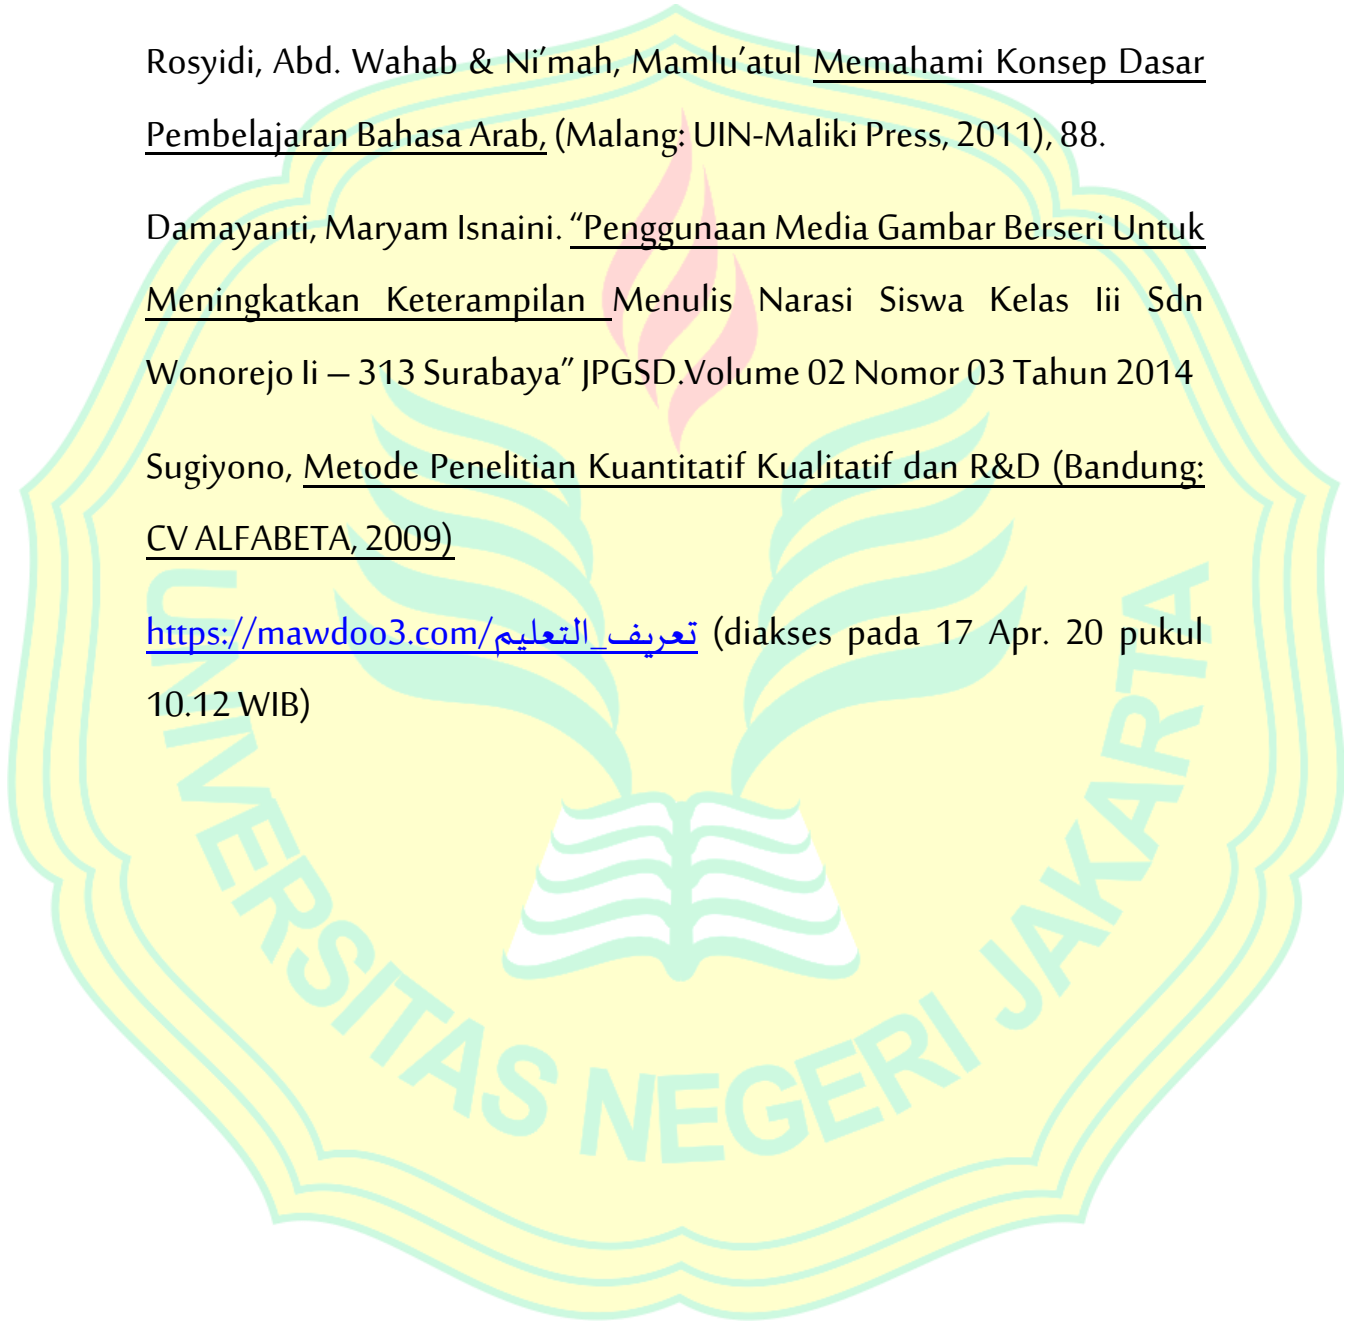 Rosyidi, Abd. Wahab & Ni’mah, Mamlu’atul Memahami Konsep Dasar
Pembelajaran Bahasa Arab, (Malang: UIN-Maliki Press, 2011), 88.
Damayanti, Maryam Isnaini. “Penggunaan Media Gambar Berseri Untuk
Meningkatkan Keterampilan Menulis Narasi Siswa Kelas Iii Sdn
Wonorejo Ii – 313 Surabaya” JPGSD.Volume 02 Nomor 03 Tahun 2014
Sugiyono, Metode Penelitian Kuantitatif Kualitatif dan R&D (Bandung:
CV ALFABETA, 2009)
https://mawdoo3.com/تعريف_التعليم (diakses pada 17 Apr. 20 pukul
10.12 WIB)
UNIVERSITAS NEGERI JAKARTA